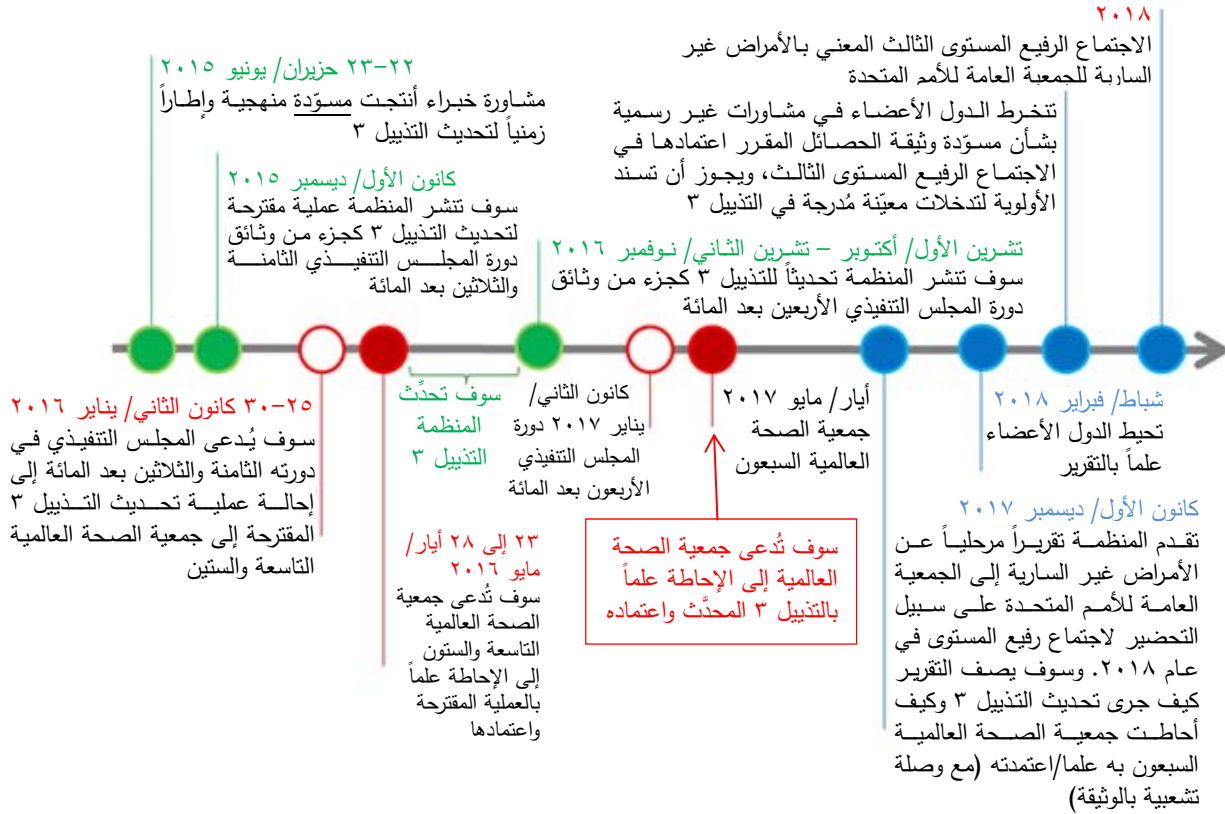 ٢٠١٨
الاجتماع الرفيع المستوى الثالث المعني بالأمراض غير
السارية للجمعية العامة للأمم المتحدة
تنخرط الدول الأعضاء في مشاورات غير رسمية
بشأن مسوّدة وثيقة الحصائل المقرر اعتمادها في
الاجتماع الرفيع المستوى الثالث، ويجوز أن تسند
الأولوية لتدخلات معيّنة مُدرجة في التذييل ٣
٢٢-٢٣ حزيران/ يونيو ٢٠١٥
مشاورة خبراء أنتجت مسوّدة منهجية وإطاراً
زمنياً لتحديث التذييل ٣
كانون الأول/ ديسمبر ٢٠١٥
سوف تنشر المنظمة عملية مقترحة
لتحديث التذييل ٣ كجزء من وثائق
دورة المجلس التنفيذي الثامنة
والثلاثين بعد المائة
تشرين الأول/ أكتوبر – تشرين الثاني/ نوفمبر ٢٠١٦
سوف تنشر المنظمة تحديثاً للتذييل ٣ كجزء من وثائق
دورة المجلس التنفيذي الأربعين بعد المائة
٢٥-٣٠ كانون الثاني/ يناير ٢٠١٦
سوف يُدعى المجلس التنفيذي في
دورته الثامنة والثلاثين بعد المائة إلى
إحالة عملية تحديث التذييل ٣
المقترحة إلى جمعية الصحة العالمية
التاسعة والستين
٢٣ إلى ٢٨ أيار/
مايو ٢٠١٦
سوف تُدعى جمعية
الصحة العالمية
التاسعة والستون
إلى الإحاطة علماً
بالعملية المقترحة
واعتمادها
سوف تحدِّث
المنظمة
التذييل ٣
كانون الثاني/
يناير ٢٠١٧ دورة
المجلس التنفيذي
الأربعون بعد المائة
أيار/ مايو ٢٠١٧
جمعية الصحة
العالمية السبعون
سوف تُدعى جمعية الصحة
العالمية إلى الإحاطة علماً
بالتذييل ٣ المحدَّث واعتماده
شباط/ فبراير ٢٠١٨
تحيط الدول الأعضاء
علماً بالتقرير
كانون الأول/ ديسمبر ٢٠١٧
تقدم المنظمة تقريراً مرحلياً عن
الأمراض غير السارية إلى الجمعية
العامة للأمم المتحدة على سبيل
التحضير لاجتماع رفيع المستوى في
عام ٢٠١٨. وسوف يصف التقرير
كيف جرى تحديث التذييل ٣ وكيف
أحاطت جمعية الصحة العالمية
السبعون به علما/اعتمدته (مع وصلة
تشعبية بالوثيقة)